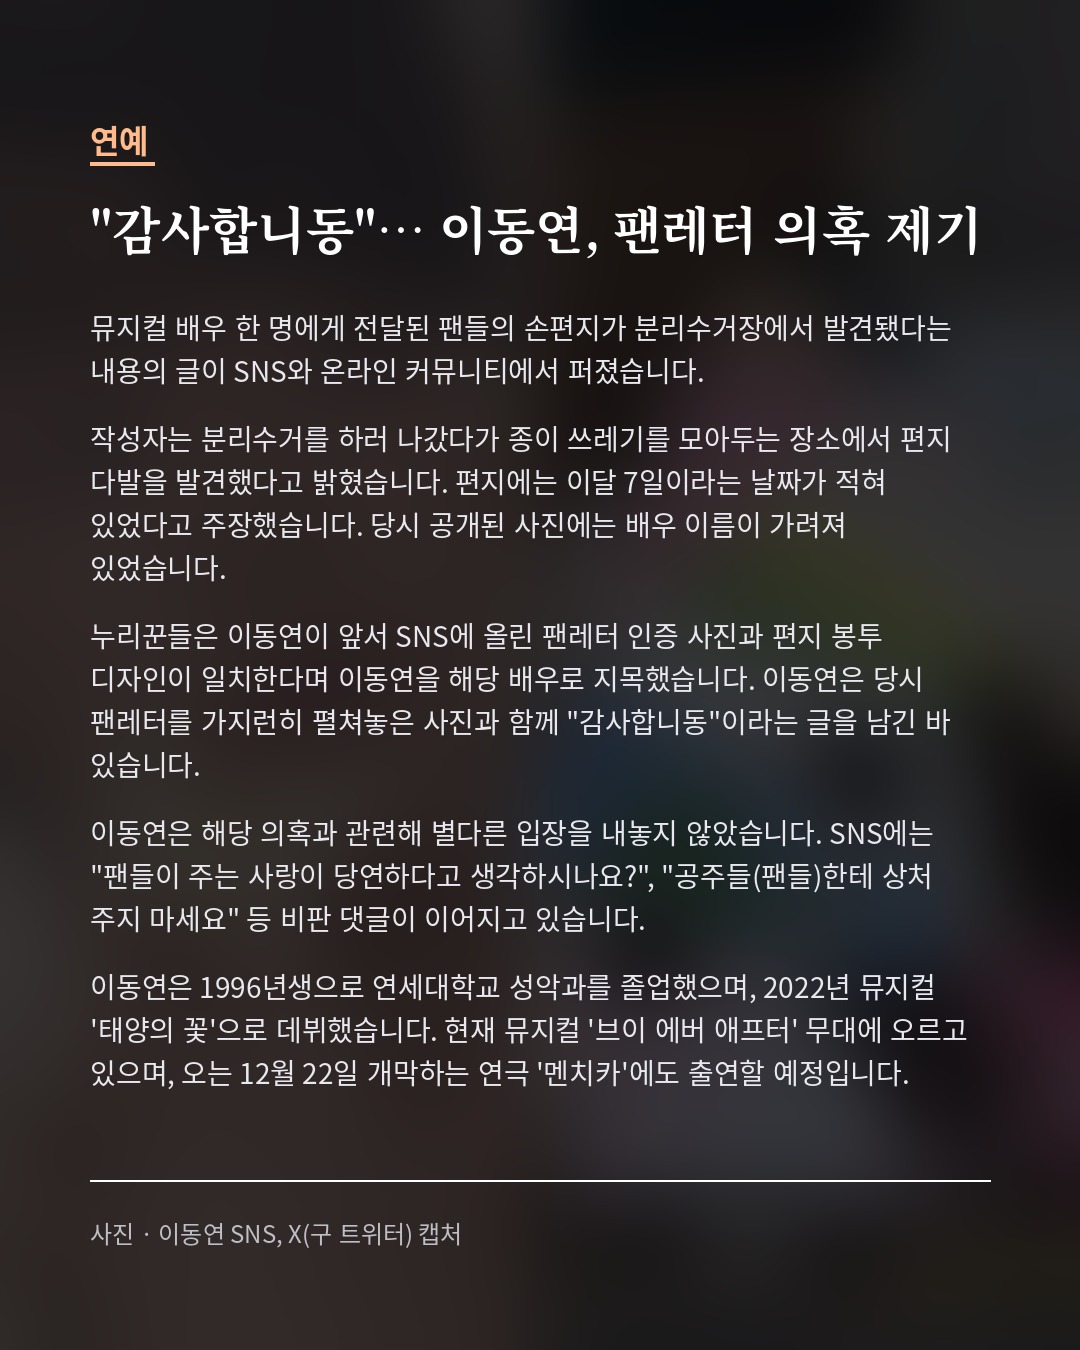 연예
"감사합니동"… 이동연, 팬레터 의혹 제기
뮤지컬 배우 한 명에게 전달된 팬들의 손편지가 분리수거장에서 발견됐다는
내용의 글이 SNS와 온라인 커뮤니티에서 퍼졌습니다.
작성자는 분리수거를 하러 나갔다가 종이 쓰레기를 모아두는 장소에서 편지
다발을 발견했다고 밝혔습니다. 편지에는 이달 7일이라는 날짜가 적혀
있었다고 주장했습니다. 당시 공개된 사진에는 배우 이름이 가려져
있었습니다.
누리꾼들은 이동연이 앞서 SNS에 올린 팬레터 인증 사진과 편지 봉투
디자인이 일치한다며 이동연을 해당 배우로 지목했습니다. 이동연은 당시
팬레터를 가지런히 펼쳐놓은 사진과 함께 "감사합니동"이라는 글을 남긴 바
있습니다.
이동연은 해당 의혹과 관련해 별다른 입장을 내놓지 않았습니다. SNS에는
"팬들이 주는 사랑이 당연하다고 생각하시나요?", "공주들(팬들)한테 상처
주지 마세요" 등 비판 댓글이 이어지고 있습니다.
이동연은 1996년생으로 연세대학교 성악과를 졸업했으며, 2022년 뮤지컬
'태양의 꽃'으로 데뷔했습니다. 현재 뮤지컬 '브이 에버 애프터' 무대에 오르고
있으며, 오는 12월 22일 개막하는 연극 '멘치카'에도 출연할 예정입니다.
사진 · 이동연 SNS, X(구 트위터) 캡처